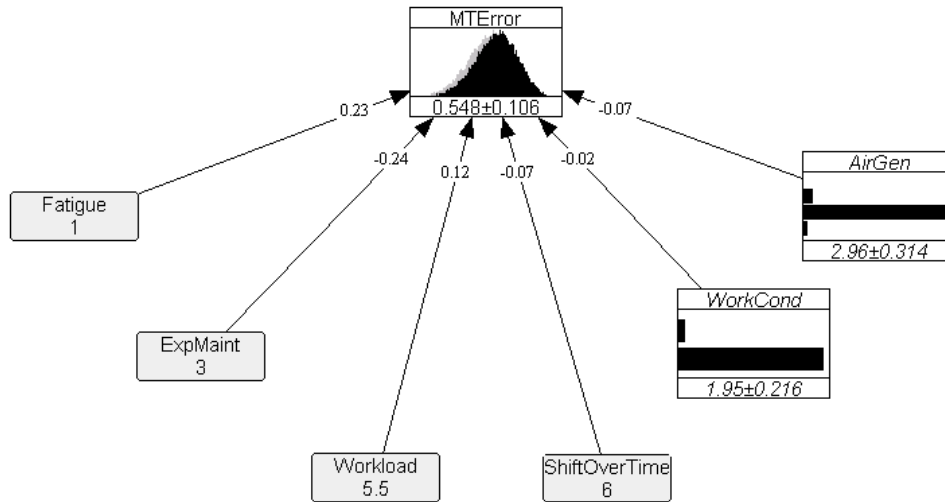 MTError
0.548±0.106
0.23
-0.24
0.12
-0.07
-0.02
-0.07
AirGen
2.96±0.314
Fatigue
1
WorkCond
1.95±0.216
ExpMaint
3
Workload
5.5
ShiftOverTime
6